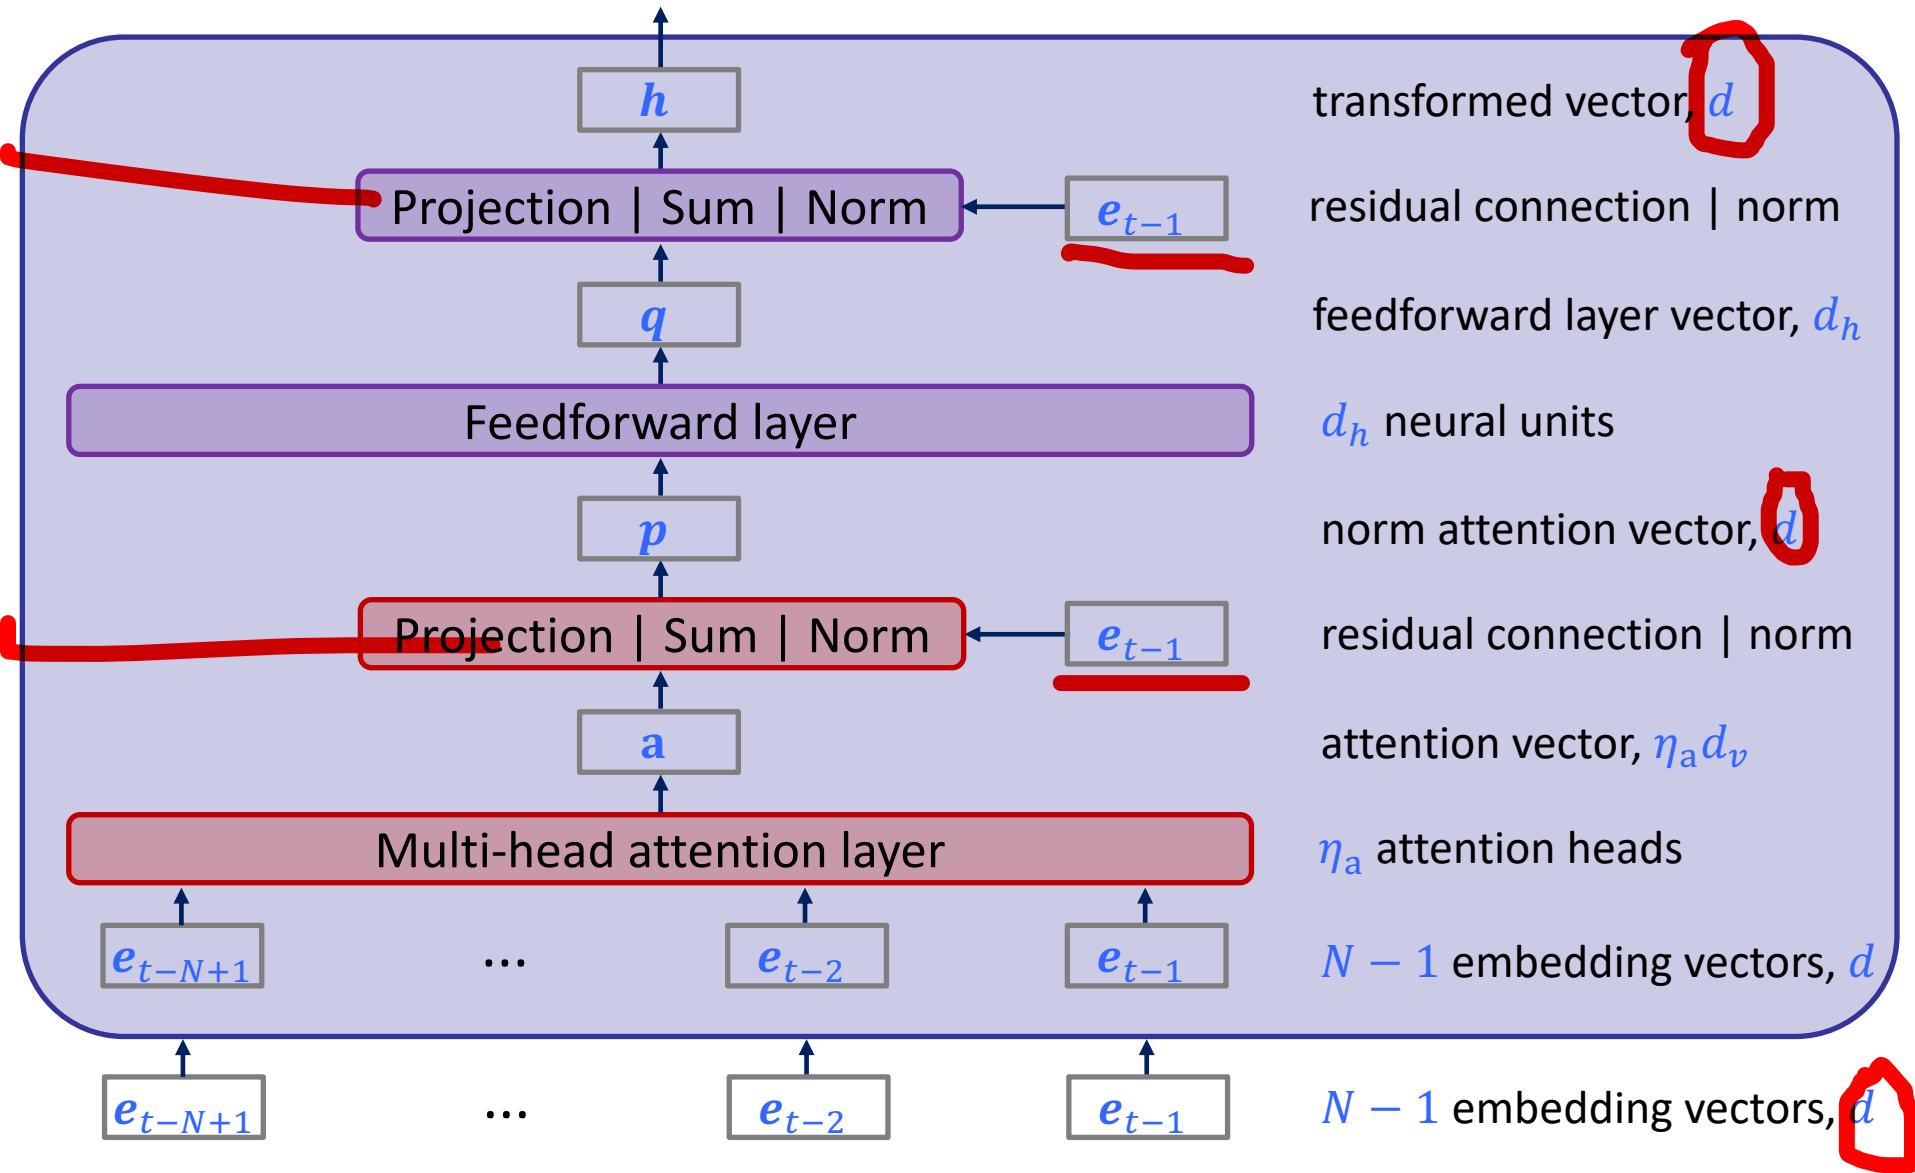 h transformed vector, d
Projection | Sum | Norm e_{t−1} residual connection | norm
q feedforward layer vector, d_h
Feedforward layer d_h neural units
p norm attention vector, d
Projection | Sum | Norm e_{t−1} residual connection | norm
a attention vector, η_a d_v
Multi-head attention layer η_a attention heads
e_{t−N+1} ... e_{t−2} e_{t−1} N − 1 embedding vectors, d
e_{t−N+1} ... e_{t−2} e_{t−1} N − 1 embedding vectors, d